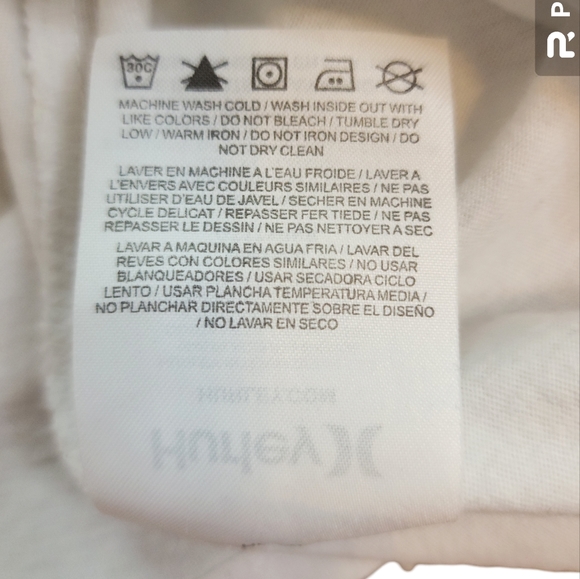 30C
MACHINE WASH COLD / WASH INSIDE OUT WITH
LIKE COLORS / DO NOT BLEACH / TUMBLE DRY
LOW / WARM IRON / DO NOT IRON DESIGN / DO
NOT DRY CLEAN
LAVER EN MACHINE A L'EAU FROIDE / LAVER A
L'ENVERS AVEC COULEURS SIMILAIRES / NE PAS
UTILISER D'EAU DE JAVEL / SECHER EN MACHINE
CYCLE DELICAT / REPASSER FER TIEDE / NE PAS
REPASSER LE DESSIN / NE PAS NETTOYER A SEC
LAVAR A MAQUINA EN AGUA FRIA / LAVAR DEL
REVES CON COLORES SIMILARES / NO USAR
BLANQUEADORES / USAR SECADORA CICLO
LENTO / USAR PLANCHA TEMPERATURA MEDIA /
NO PLANCHAR DIRECTAMENTE SOBRE EL DISEÑO
/ NO LAVAR EN SECO
HURLEY.COM
Hurley
P